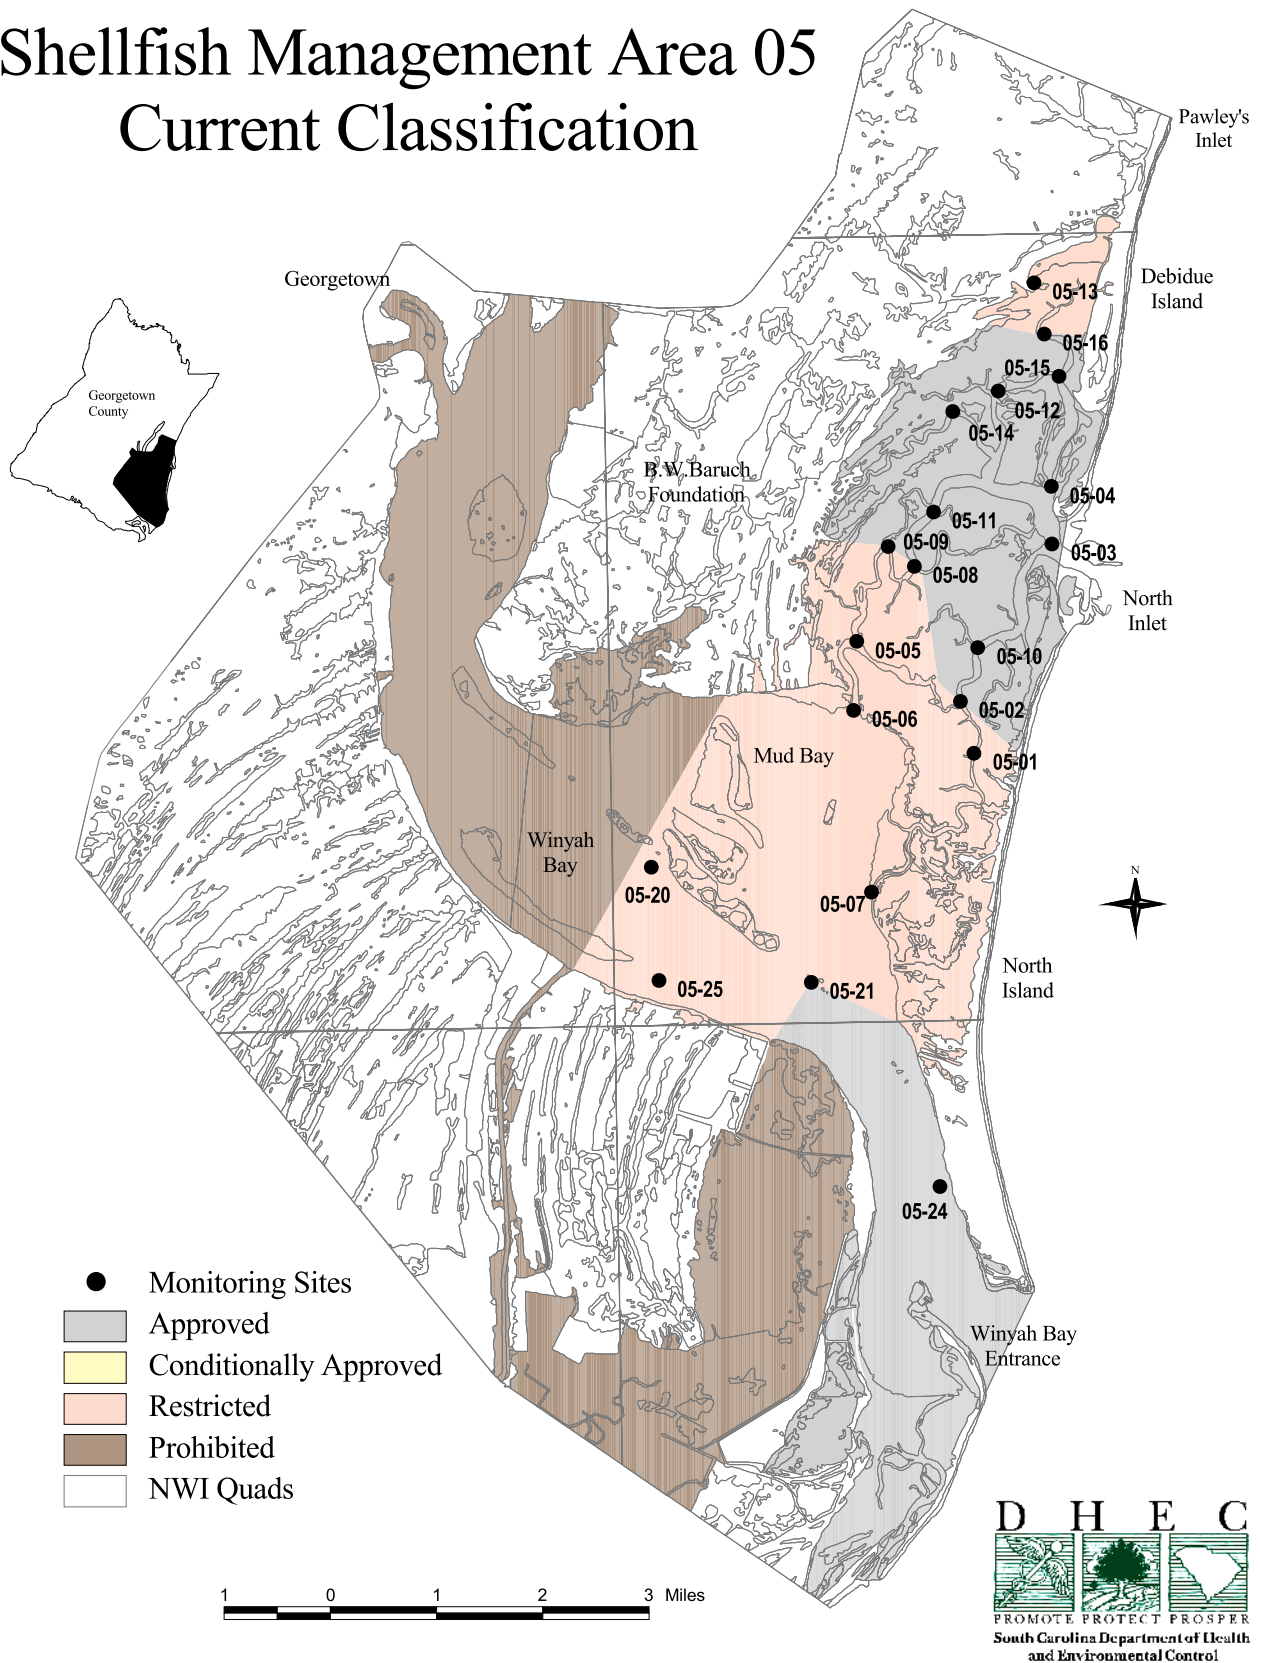 Shellfish Management Area 05
Current Classification
Pawley's
Inlet
Georgetown
Debidue
Island
05-13
05-16
05-15
Georgetown
County
05-12
05-14
B.W.Baruch
Foundation
05-04
05-11
05-09
05-03
05-08
North
Inlet
05-05
05-10
05-02
05-06
Mud Bay
05-01
Winyah
Bay
N
05-20
05-07
North
Island
05-25
05-21
05-24
Monitoring Sites
Approved
Winyah Bay
Entrance
Conditionally Approved
Restricted
Prohibited
NWI Quads
DHEC
1 0 1 2 3 Miles
PROMOTE PROTECT PROSPER
South Carolina Department of Health
and Environmental Control